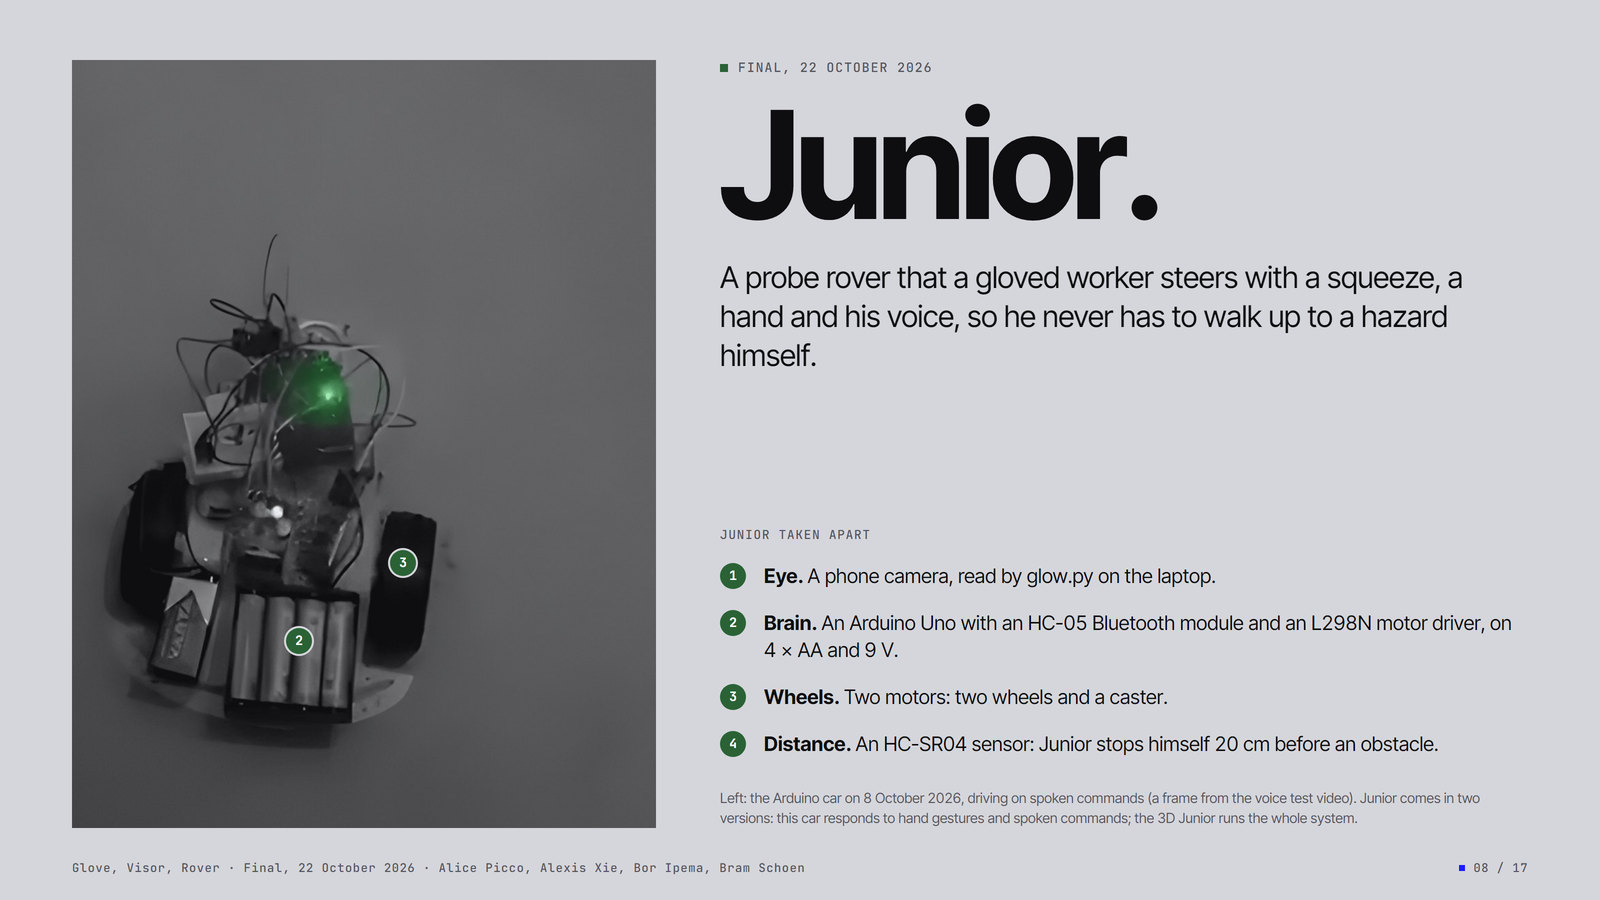 FINAL, 22 OCTOBER 2026
Junior.
A probe rover that a gloved worker steers with a squeeze, a
hand and his voice, so he never has to walk up to a hazard
himself.
JUNIOR TAKEN APART
1 Eye. A phone camera, read by glow.py on the laptop.
2 Brain. An Arduino Uno with an HC-05 Bluetooth module and an L298N motor driver, on
4 × AA and 9 V.
3 Wheels. Two motors: two wheels and a caster.
4 Distance. An HC-SR04 sensor: Junior stops himself 20 cm before an obstacle.
Left: the Arduino car on 8 October 2026, driving on spoken commands (a frame from the voice test video). Junior comes in two
versions: this car responds to hand gestures and spoken commands; the 3D Junior runs the whole system.
3
2
Glove, Visor, Rover · Final, 22 October 2026 · Alice Picco, Alexis Xie, Bor Ipema, Bram Schoen
08 / 17